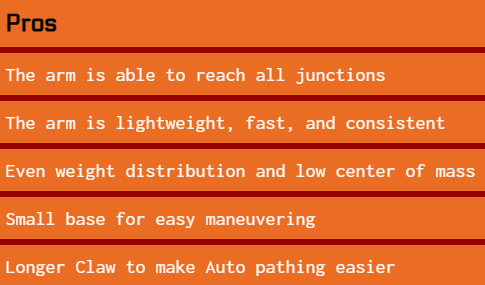 Pros
The arm is able to reach all junctions
The arm is lightweight, fast, and consistent
Even weight distribution and low center of mass
Small base for easy maneuvering
Longer Claw to make Auto pathing easier